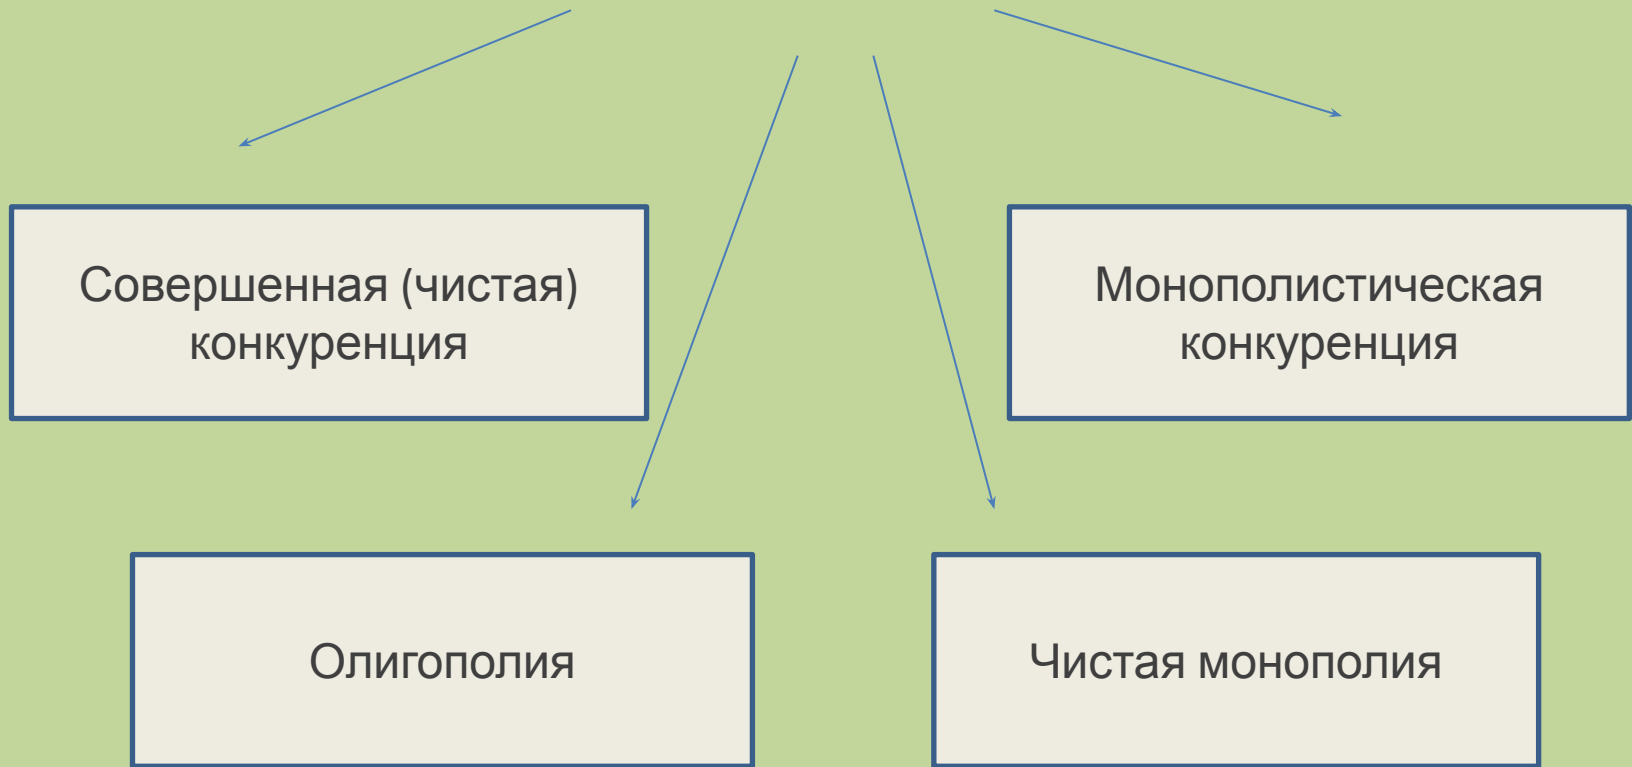 Совершенная (чистая)
конкуренция
Монополистическая
конкуренция
Олигополия
Чистая монополия